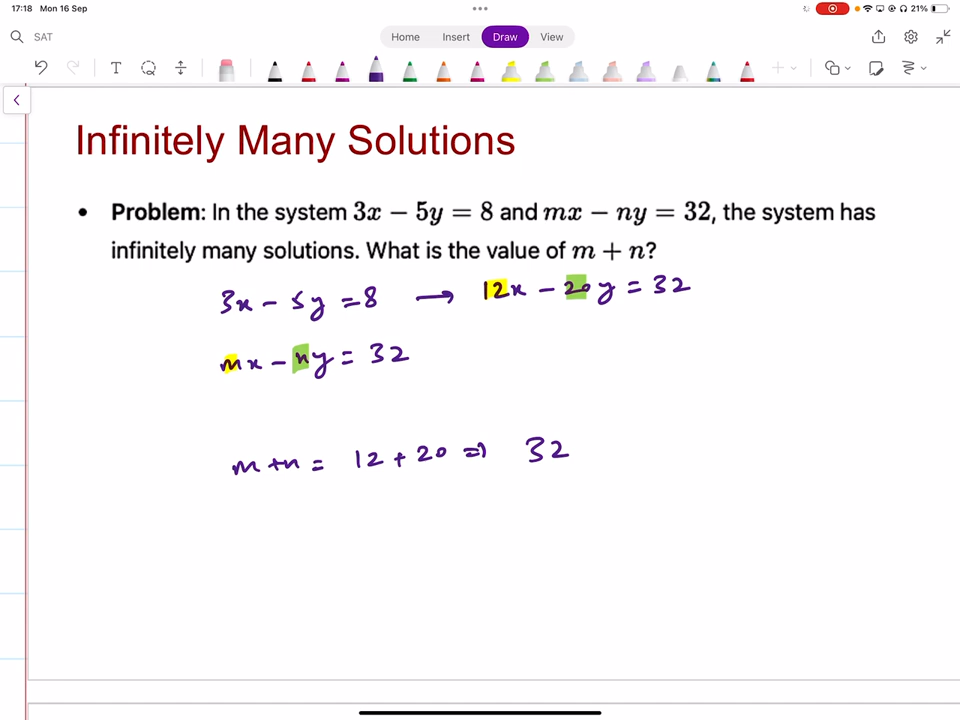 17:18 Mon 16 Sep 21%
SAT Home Insert Draw View
Infinitely Many Solutions
• Problem: In the system 3x − 5y = 8 and mx − ny = 32, the system has
infinitely many solutions. What is the value of m + n?
3x - 5y = 8 → 12x - 20y = 32
mx - ny = 32
m+n = 12 + 20 ⇒ 32